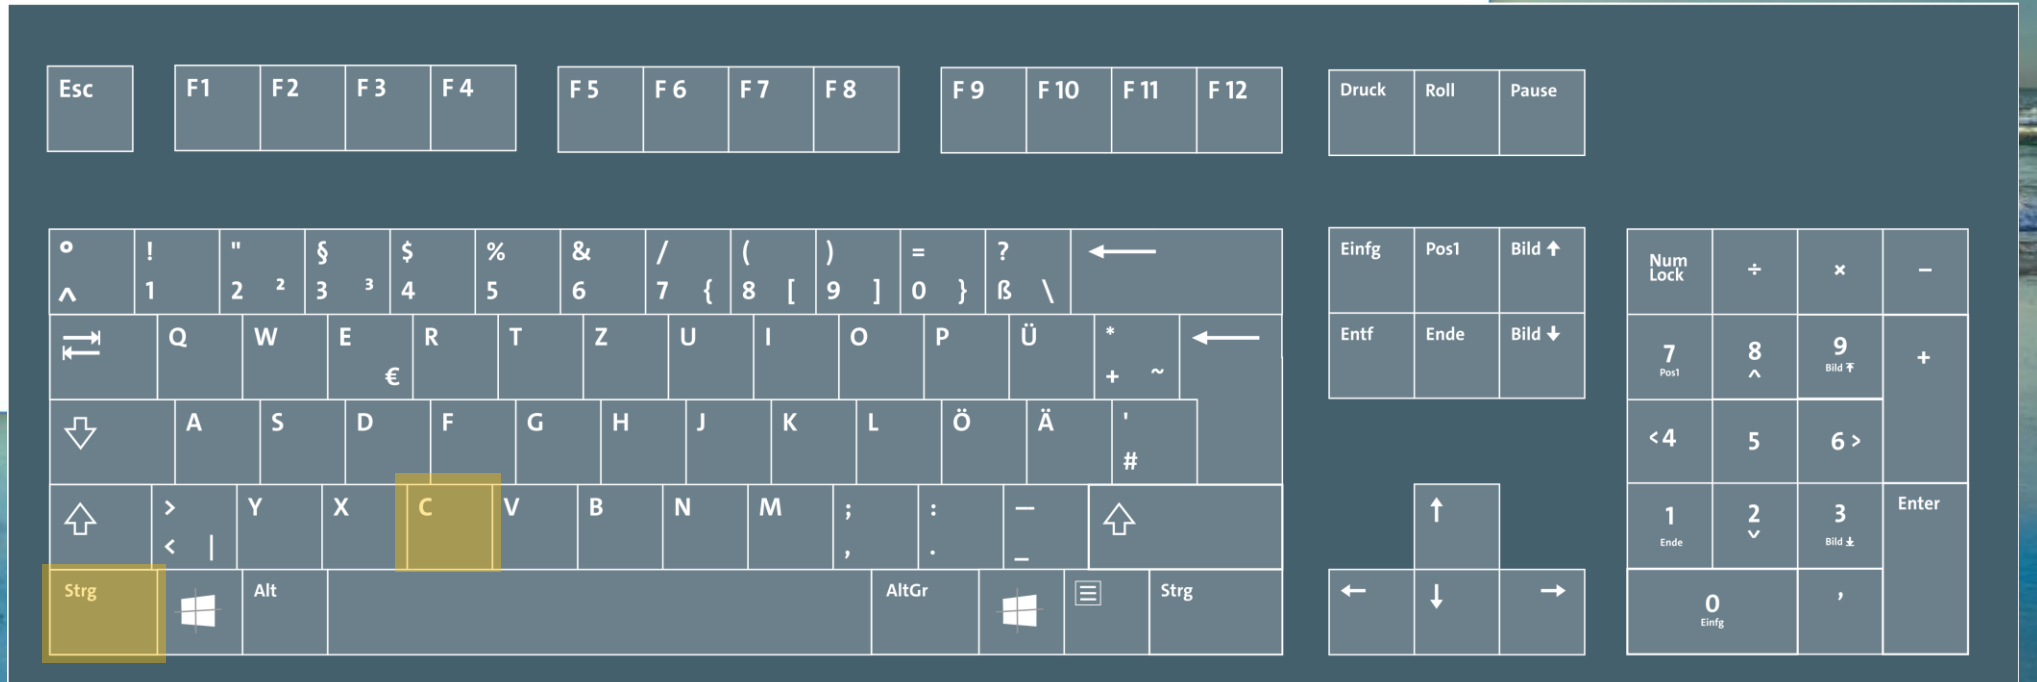 Esc F1 F2 F3 F4 F5 F6 F7 F8 F9 F10 F11 F12 Druck Roll Pause
° ! " § $ % & / ( ) = ? Einfg Pos1 Bild ↑
^ 1 2 ² 3 ³ 4 5 6 7 { 8 [ 9 ] 0 } ß \ Num Lock ÷ × −
Q W E € R T Z U I O P Ü * + ~ Entf Ende Bild ↓ 7 Pos1 8 ^ 9 Bild ↑ +
A S D F G H J K L Ö Ä ' # <4 5 6>
> < | Y X C V B N M ; , : . — _ ↑ 1 Ende 2 ˅ 3 Bild ↓ Enter
Strg Alt AltGr Strg ← ↓ → 0 Einfg ,